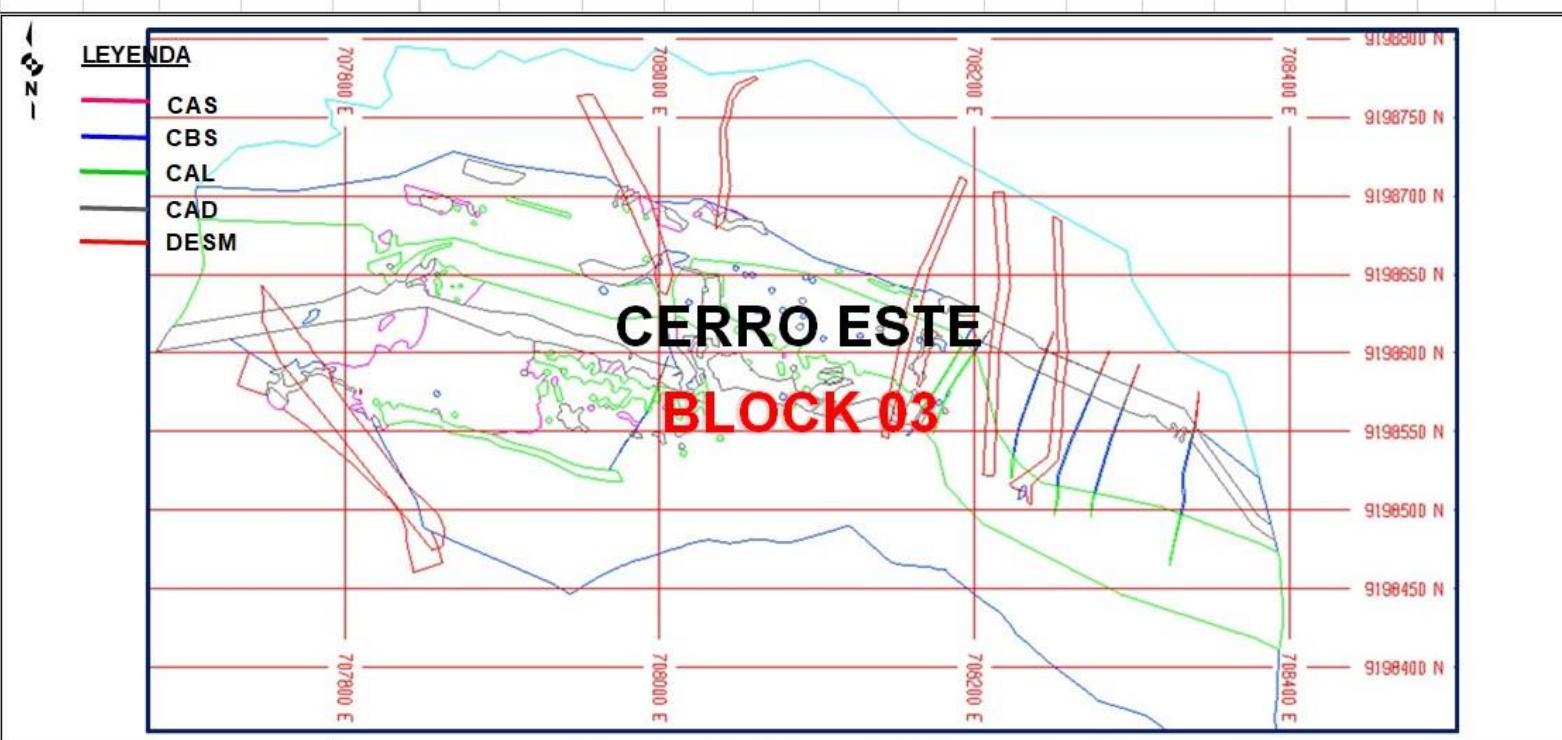 N
LEYENDA
CAS
CBS
CAL
CAD
DESM
707800 E
708000 E
708200 E
708400 E
9198800 N
9198750 N
9198700 N
9198650 N
9198600 N
9198550 N
9198500 N
9198450 N
9198400 N
CERRO ESTE
BLOCK 03
707800 E
708000 E
708200 E
708400 E